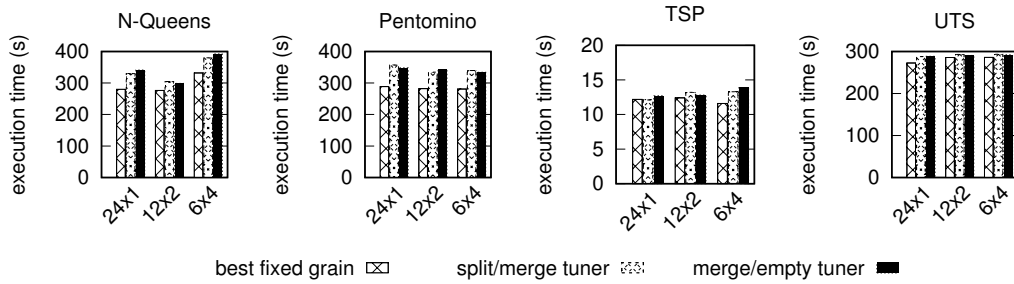 N-Queens
execution time (s)
400
300
200
100
0
24x1
12x2
6x4
Pentomino
execution time (s)
400
300
200
100
0
24x1
12x2
6x4
TSP
execution time (s)
20
15
10
5
0
24x1
12x2
6x4
UTS
execution time (s)
300
200
100
0
24x1
12x2
6x4
best fixed grain split/merge tuner merge/empty tuner